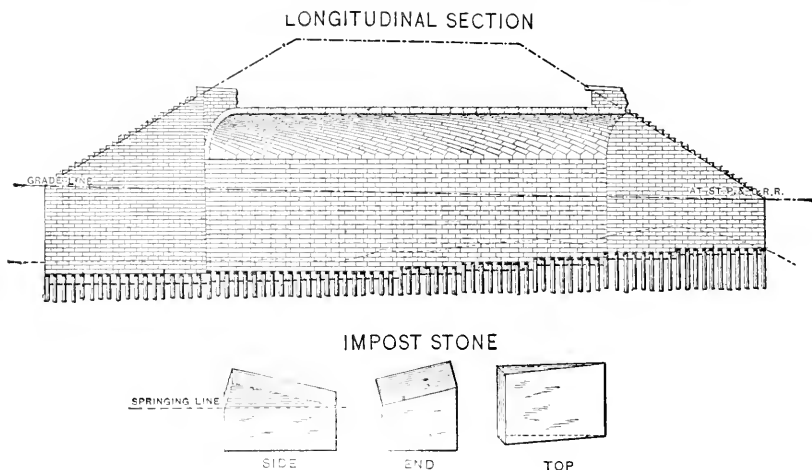 LONGITUDINAL SECTION
GRADE LINE
AT ST. P. & D. R.R.
IMPOST STONE
SPRINGING LINE
SIDE
END
TOP